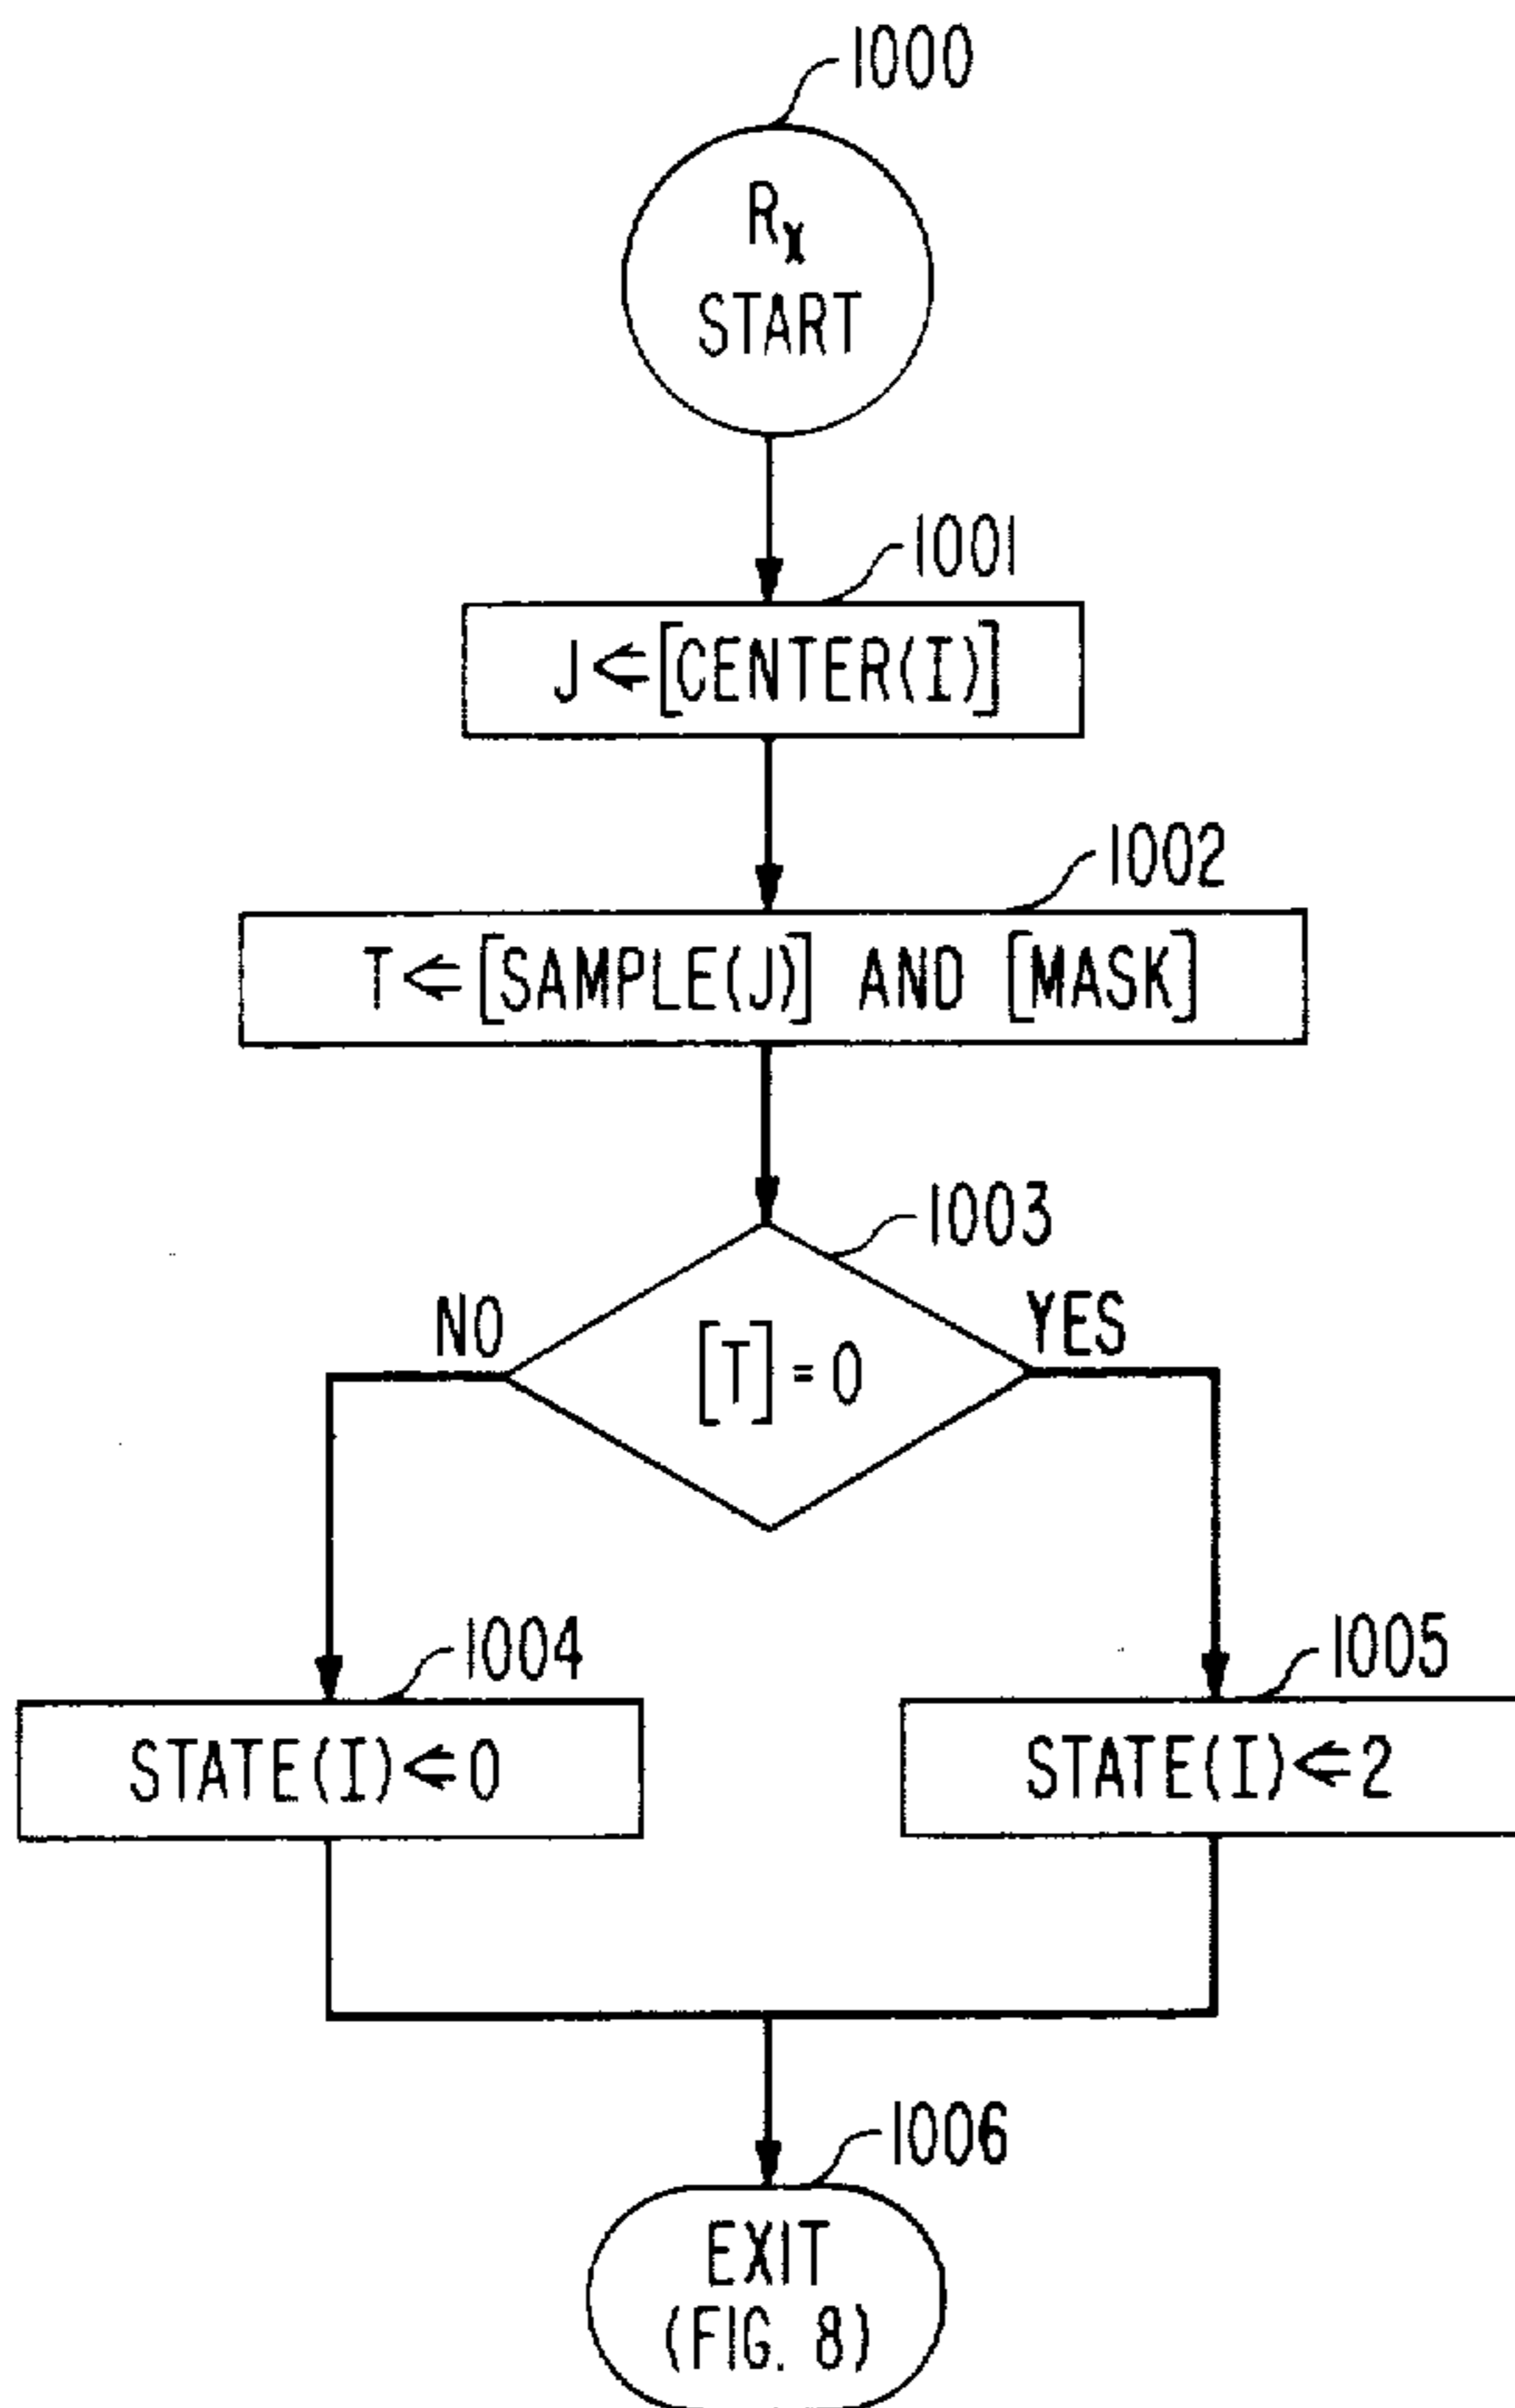 1000
Rx
START
1001
J⇐[CENTER(I)]
1002
T⇐[SAMPLE(J)] AND [MASK]
1003
NO
[T]=0
YES
1004
STATE(I)⇐0
1005
STATE(I)⇐2
1006
EXIT
(FIG. 8)